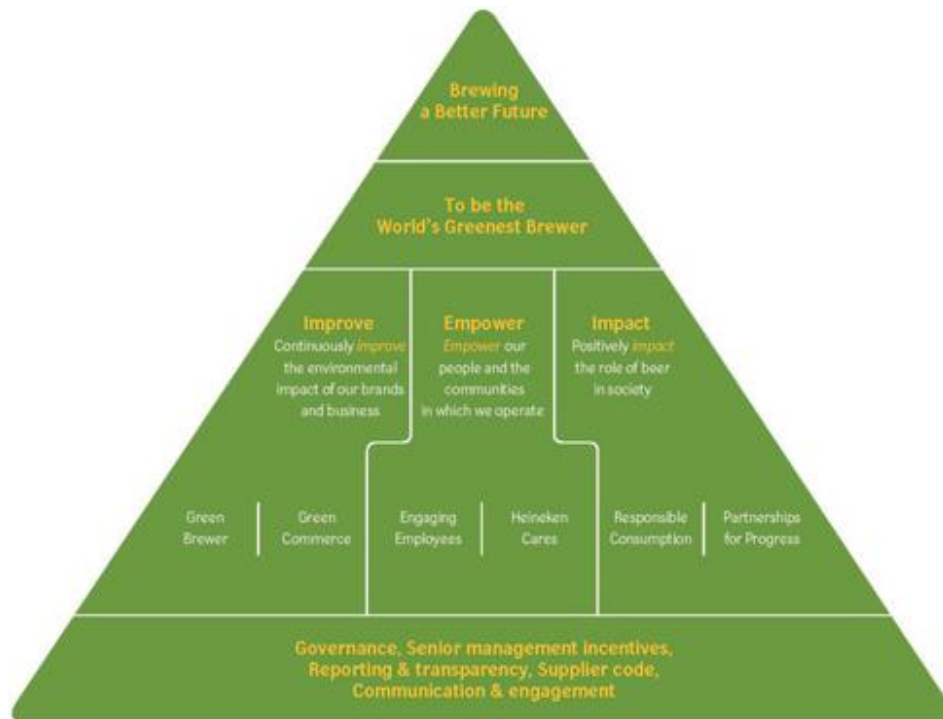 Brewing
a Better Future
To be the
World's Greenest Brewer
Improve
Continuously improve
the environmental
impact of our brands
and business
Empower
Empower our
people and the
communities
in which we operate
Impact
Positively impact
the role of beer
in society
Green
Brewer
Green
Commerce
Engaging
Employees
Heineken
Cares
Responsible
Consumption
Partnerships
for Progress
Governance, Senior management incentives,
Reporting & transparency, Supplier code,
Communication & engagement